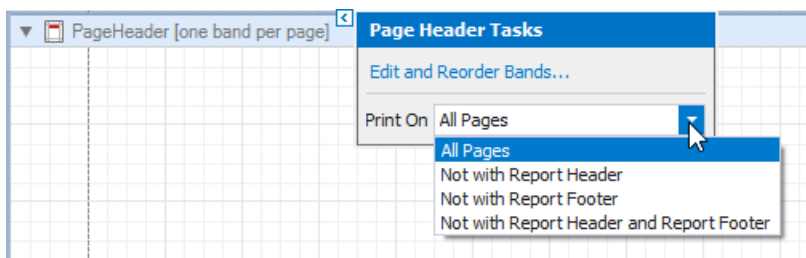 PageHeader [one band per page]
Page Header Tasks
Edit and Reorder Bands...
Print On All Pages
All Pages
Not with Report Header
Not with Report Footer
Not with Report Header and Report Footer